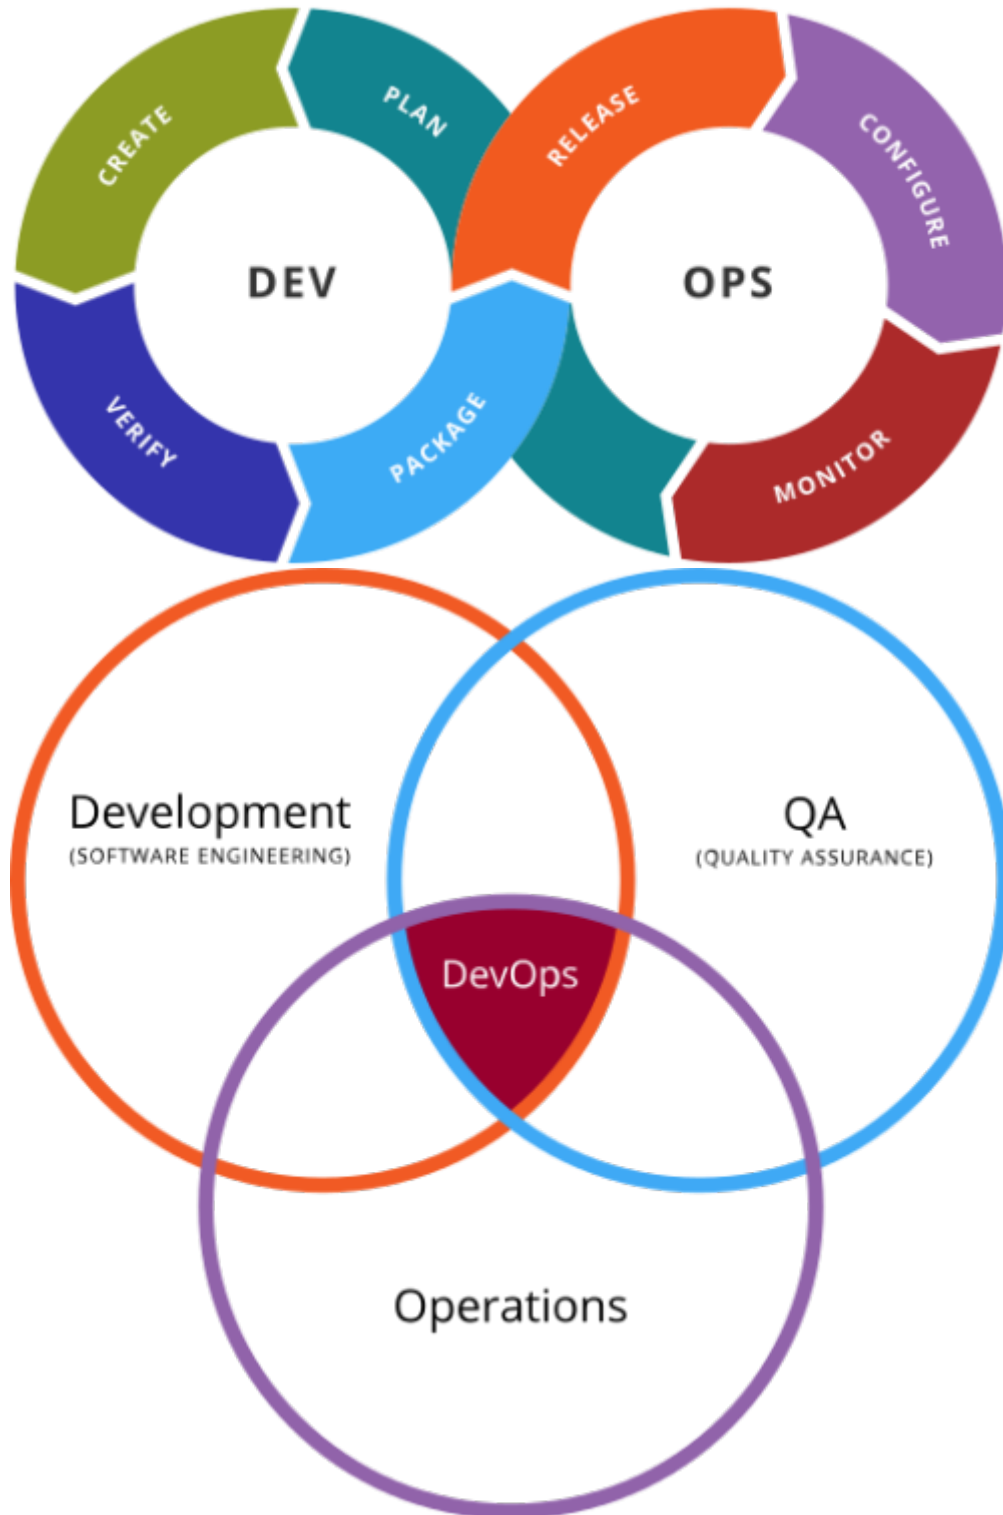 CREATE
PLAN
RELEASE
CONFIGURE
DEV
OPS
VERIFY
PACKAGE
MONITOR
Development
(SOFTWARE ENGINEERING)
QA
(QUALITY ASSURANCE)
DevOps
Operations